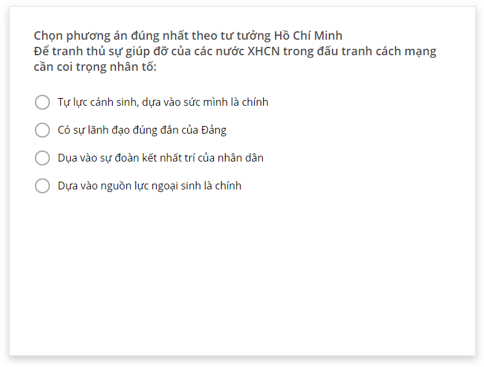 Chọn phương án đúng nhất theo tư tưởng Hồ Chí Minh
Để tranh thủ sự giúp đỡ của các nước XHCN trong đấu tranh cách mạng
cần coi trọng nhân tố:
Tự lực cánh sinh, dựa vào sức mình là chính
Có sự lãnh đạo đúng đắn của Đảng
Dụa vào sự đoàn kết nhất trí của nhân dân
Dựa vào nguồn lực ngoại sinh là chính